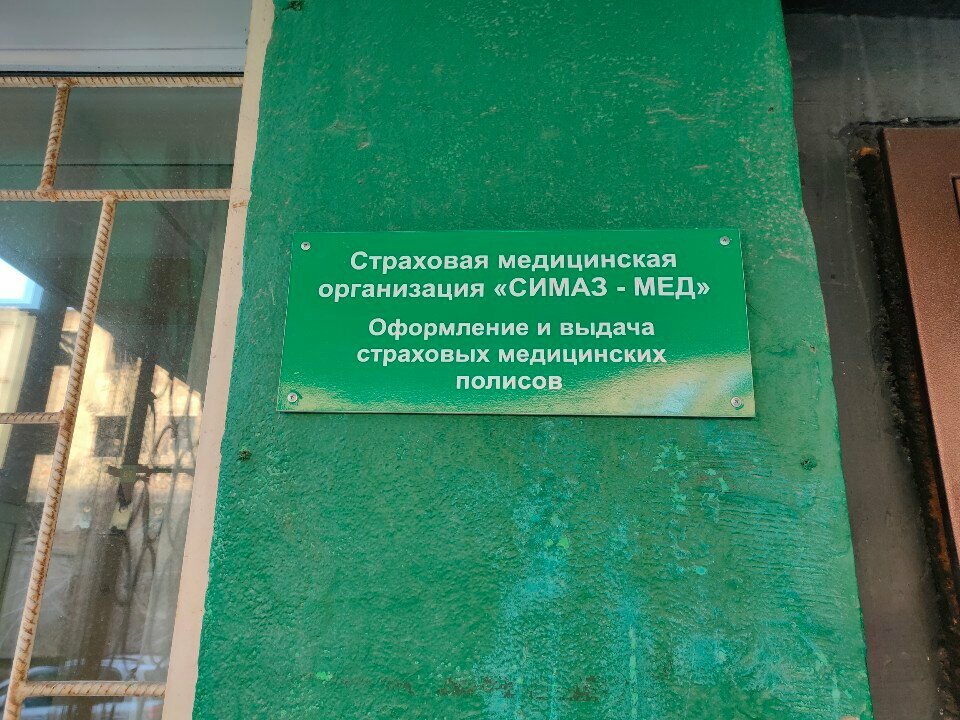 Страховая медицинская
организация «СИМАЗ - МЕД»
Оформление и выдача
страховых медицинских
полисов